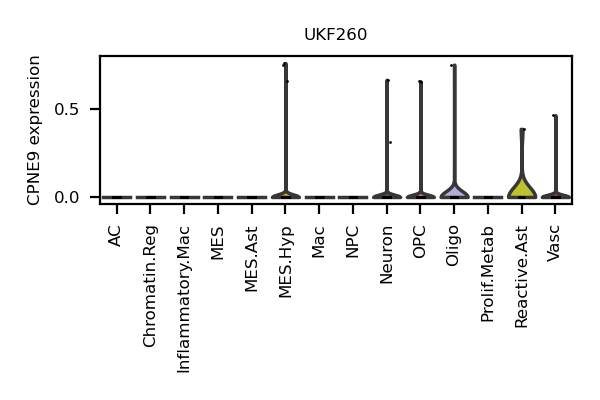 UKF260
CPNE9 expression
0.5
0.0
AC
Chromatin.Reg
Inflammatory.Mac
MES
MES.Ast
MES.Hyp
Mac
NPC
Neuron
OPC
Oligo
Prolif.Metab
Reactive.Ast
Vasc